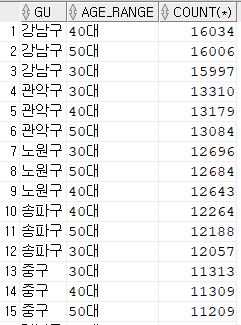 GU AGE_RANGE COUNT(*)
1 강남구 40대 16034
2 강남구 50대 16006
3 강남구 30대 15997
4 관악구 30대 13310
5 관악구 40대 13179
6 관악구 50대 13084
7 노원구 30대 12696
8 노원구 50대 12684
9 노원구 40대 12643
10 송파구 40대 12264
11 송파구 50대 12188
12 송파구 30대 12057
13 중구 30대 11313
14 중구 40대 11309
15 중구 50대 11209